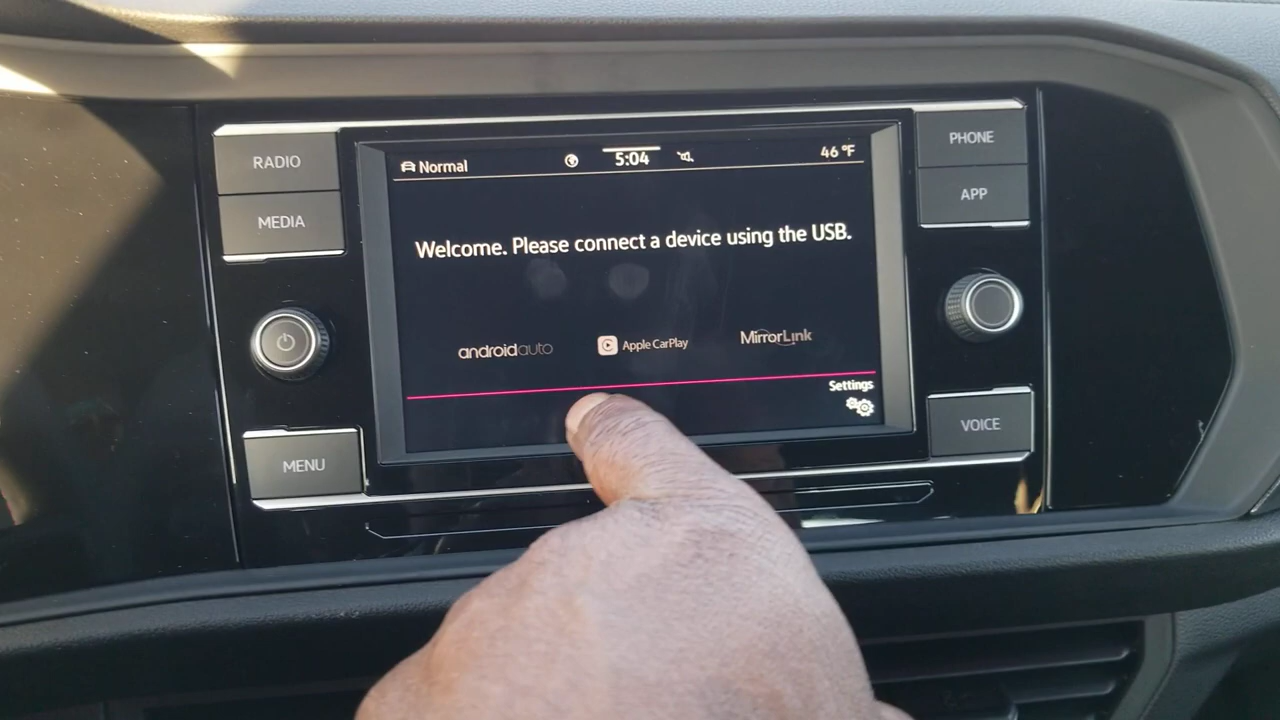 RADIO
MEDIA
MENU
Normal
5:04
46 °F
Welcome. Please connect a device using the USB.
androidauto
Apple CarPlay
MirrorLink
Settings
PHONE
APP
VOICE